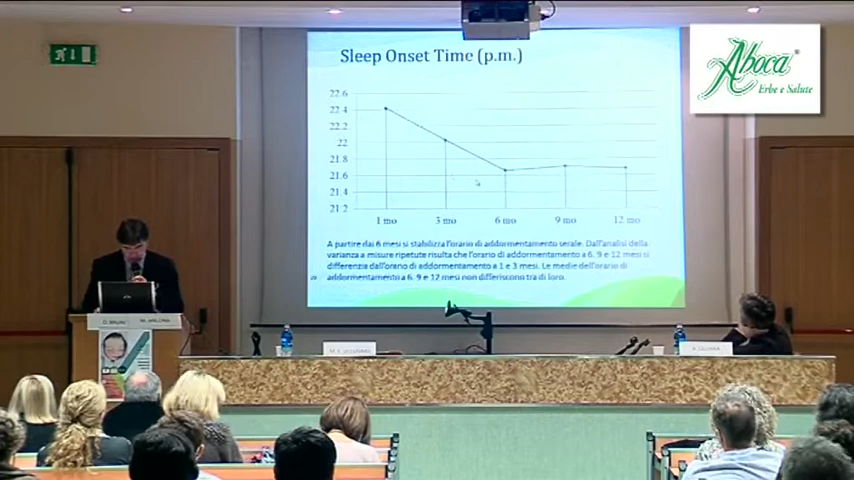 Sleep Onset Time (p.m.)
Aboca®
Erbe e Salute
22.6
22.4
22.2
22
21.8
21.6
21.4
21.2
1 mo 3 mo 6 mo 9 mo 12 mo
A partire dai 6 mesi si stabilizza l'orario di addormentamento serale. Dall'analisi della
varianza a misure ripetute risulta che l'orario di addormentamento a 6, 9 e 12 mesi si
differenzia dall'orario di addormentamento a 1 e 3 mesi. Le medie dell'orario di
addormentamento a 6, 9 e 12 mesi non differiscono tra di loro.
O. BRUNI